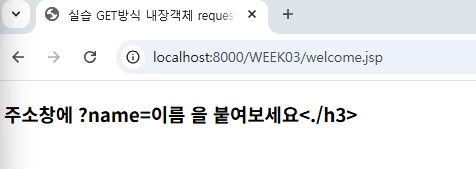 실습 GET방식 내장객체 reques
localhost:8000/WEEK03/welcome.jsp
주소창에 ?name=이름 을 붙여보세요<./h3>